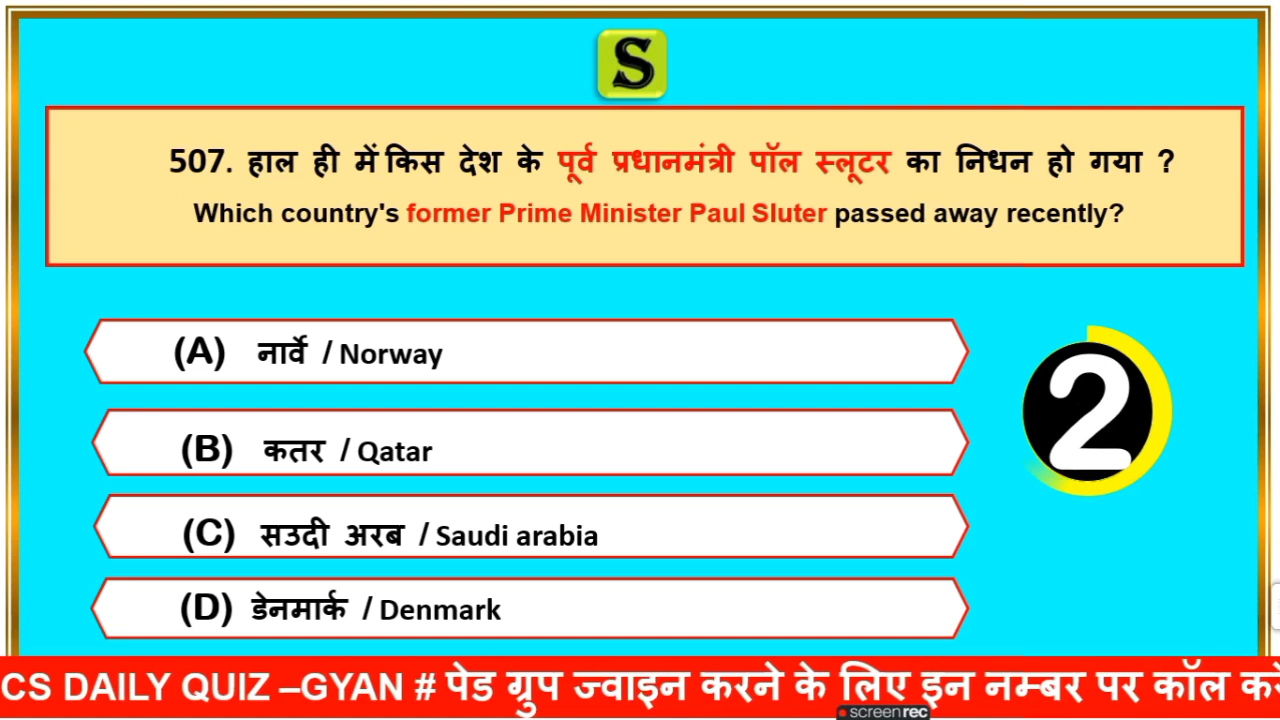 S
507. हाल ही में किस देश के पूर्व प्रधानमंत्री पॉल स्लूटर का निधन हो गया ?
Which country's former Prime Minister Paul Sluter passed away recently?
(A) नार्वे / Norway
2
(B) कतर / Qatar
(C) सउदी अरब / Saudi arabia
(D) डेनमार्क / Denmark
CS DAILY QUIZ –GYAN # पेड ग्रुप ज्वाइन करने के लिए इन नम्बर पर कॉल
screenrec